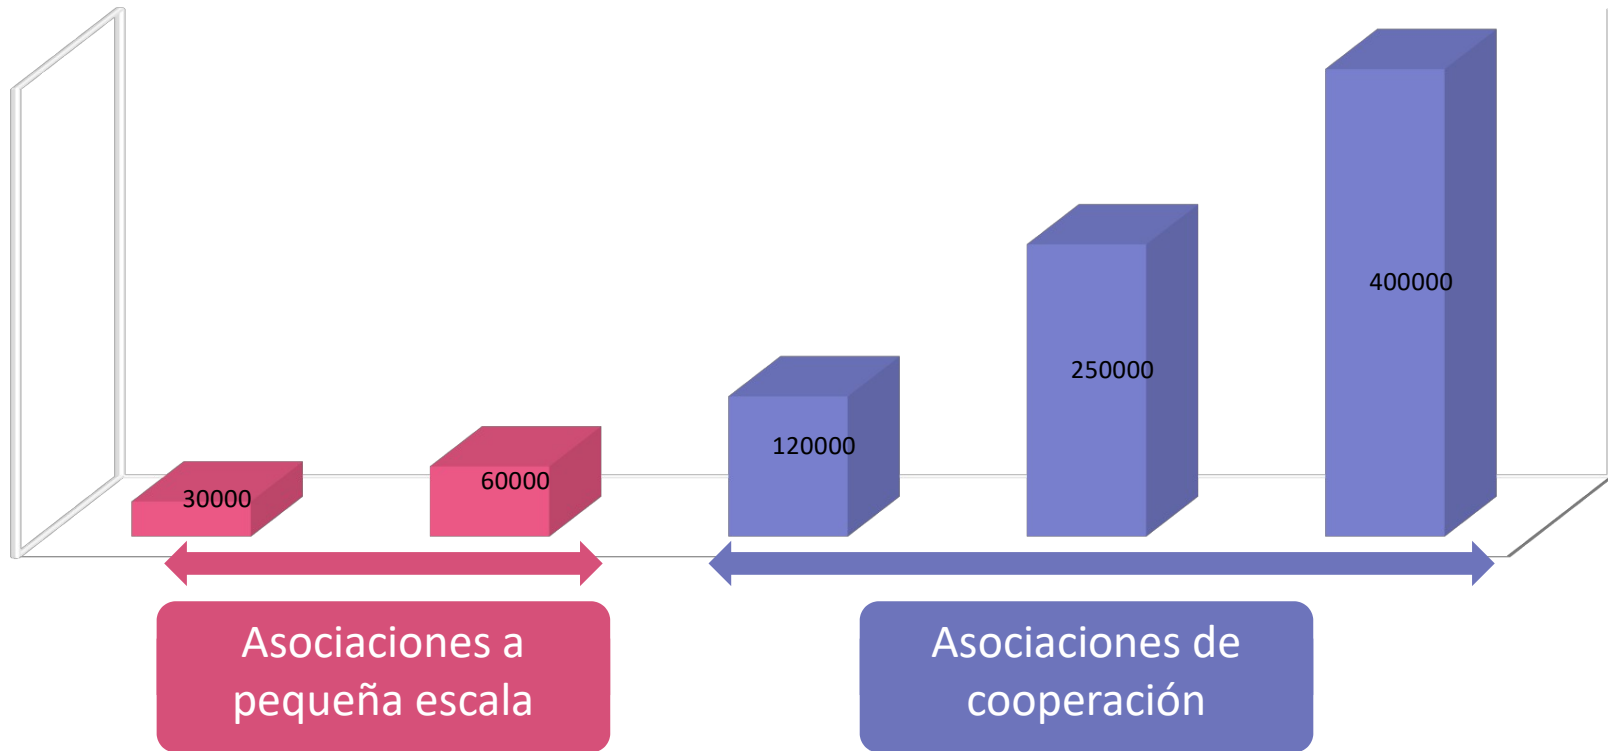 400000
250000
120000
60000
30000
Asociaciones a
pequeña escala
Asociaciones de
cooperación